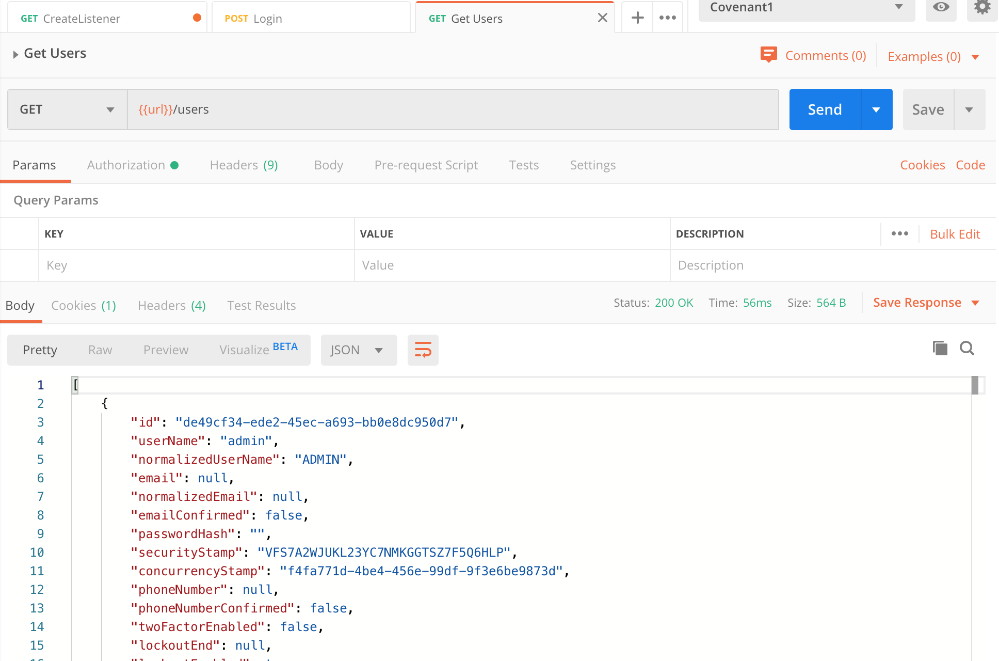 GET CreateListener
POST Login
GET Get Users
Covenant1
Get Users
Comments (0)
Examples (0)
GET
{{url}}/users
Send
Save
Params
Authorization
Headers (9)
Body
Pre-request Script
Tests
Settings
Cookies
Code
Query Params
KEY
VALUE
DESCRIPTION
Bulk Edit
Key
Value
Description
Body
Cookies (1)
Headers (4)
Test Results
Status: 200 OK
Time: 56ms
Size: 564 B
Save Response
Pretty
Raw
Preview
Visualize BETA
JSON
1 [
2 {
3 "id": "de49cf34-ede2-45ec-a693-bb0e8dc950d7",
4 "userName": "admin",
5 "normalizedUserName": "ADMIN",
6 "email": null,
7 "normalizedEmail": null,
8 "emailConfirmed": false,
9 "passwordHash": "",
10 "securityStamp": "VFS7A2WJUKL23YC7NMKGGTSZ7F5Q6HLP",
11 "concurrencyStamp": "f4fa771d-4be4-456e-99df-9f3e6be9873d",
12 "phoneNumber": null,
13 "phoneNumberConfirmed": false,
14 "twoFactorEnabled": false,
15 "lockoutEnd": null,